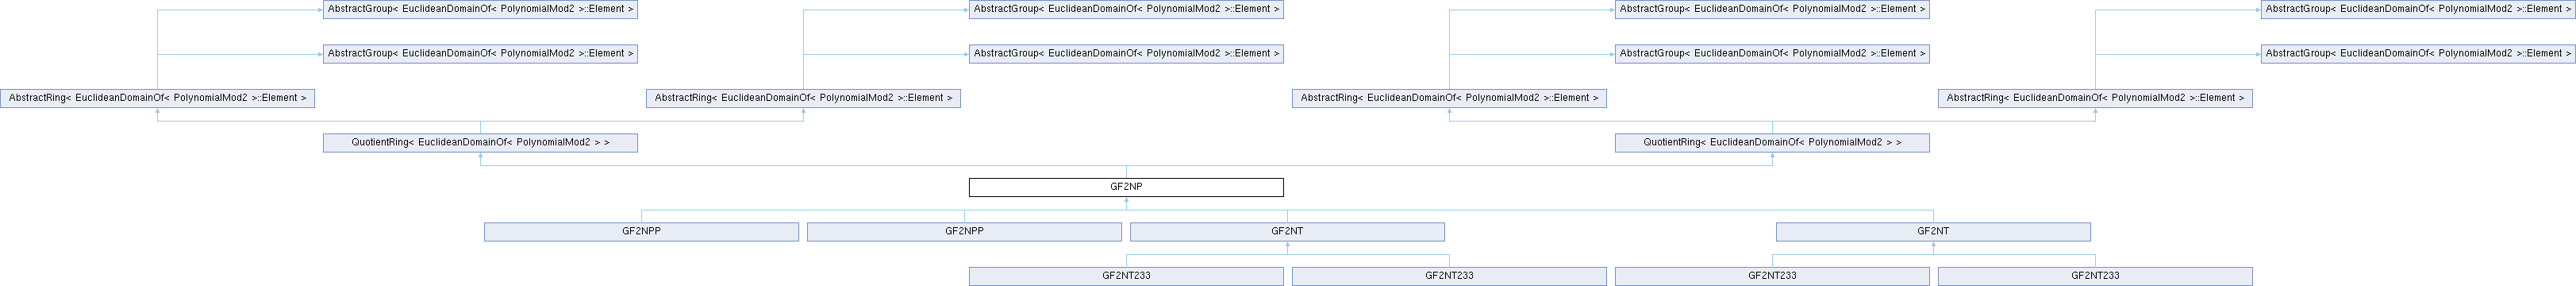 AbstractGroup< EuclideanDomainOf< PolynomialMod2 >::Element >
AbstractGroup< EuclideanDomainOf< PolynomialMod2 >::Element >
AbstractGroup< EuclideanDomainOf< PolynomialMod2 >::Element >
AbstractGroup< EuclideanDomainOf< PolynomialMod2 >::Element >
AbstractGroup< EuclideanDomainOf< PolynomialMod2 >::Element >
AbstractGroup< EuclideanDomainOf< PolynomialMod2 >::Element >
AbstractGroup< EuclideanDomainOf< PolynomialMod2 >::Element >
AbstractGroup< EuclideanDomainOf< PolynomialMod2 >::Element >
AbstractRing< EuclideanDomainOf< PolynomialMod2 >::Element >
AbstractRing< EuclideanDomainOf< PolynomialMod2 >::Element >
AbstractRing< EuclideanDomainOf< PolynomialMod2 >::Element >
AbstractRing< EuclideanDomainOf< PolynomialMod2 >::Element >
QuotientRing< EuclideanDomainOf< PolynomialMod2 > >
QuotientRing< EuclideanDomainOf< PolynomialMod2 > >
GF2NP
GF2NPP
GF2NPP
GF2NT
GF2NT
GF2NT233
GF2NT233
GF2NT233
GF2NT233